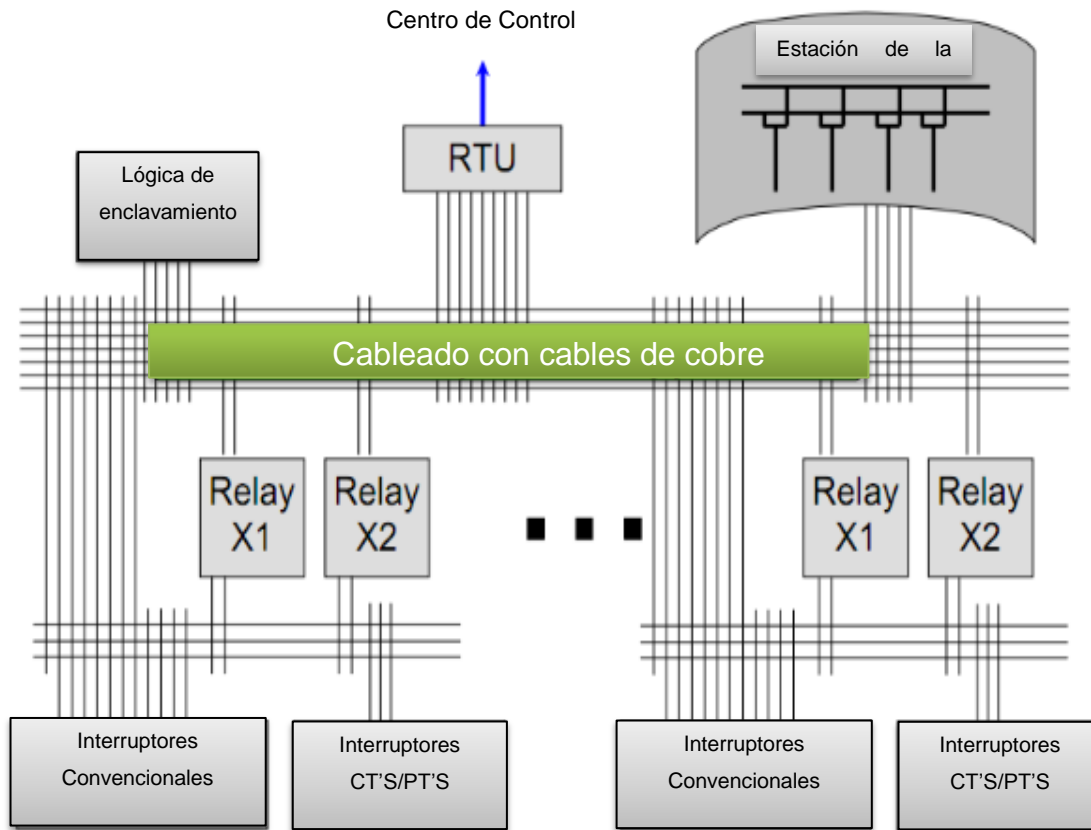 Centro de Control
Estación de la
RTU
Lógica de
enclavamiento
Cableado con cables de cobre
Relay
X1
Relay
X2
Relay
X1
Relay
X2
Interruptores
Convencionales
Interruptores
CT'S/PT'S
Interruptores
Convencionales
Interruptores
CT'S/PT'S